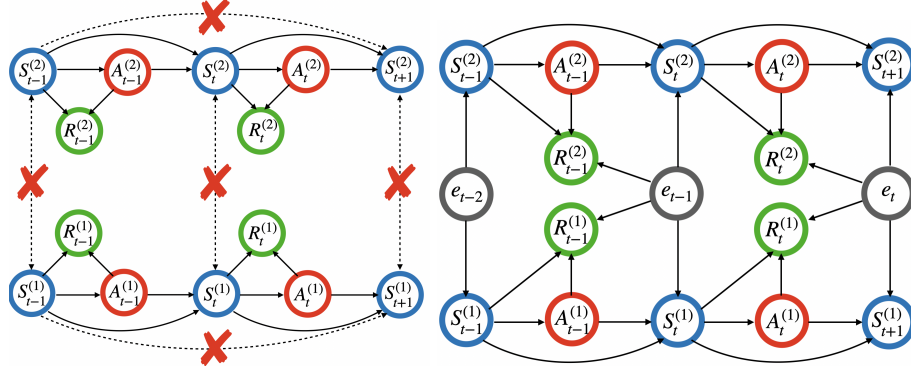 S_{t-1}^{(2)} A_{t-1}^{(2)} S_t^{(2)} A_t^{(2)} S_{t+1}^{(2)}
R_{t-1}^{(2)} R_t^{(2)}
R_{t-1}^{(1)} R_t^{(1)}
S_{t-1}^{(1)} A_{t-1}^{(1)} S_t^{(1)} A_t^{(1)} S_{t+1}^{(1)}
S_{t-1}^{(2)} A_{t-1}^{(2)} S_t^{(2)} A_t^{(2)} S_{t+1}^{(2)}
R_{t-1}^{(2)} R_t^{(2)}
e_{t-2} e_{t-1} e_t
R_{t-1}^{(1)} R_t^{(1)}
S_{t-1}^{(1)} A_{t-1}^{(1)} S_t^{(1)} A_t^{(1)} S_{t+1}^{(1)}